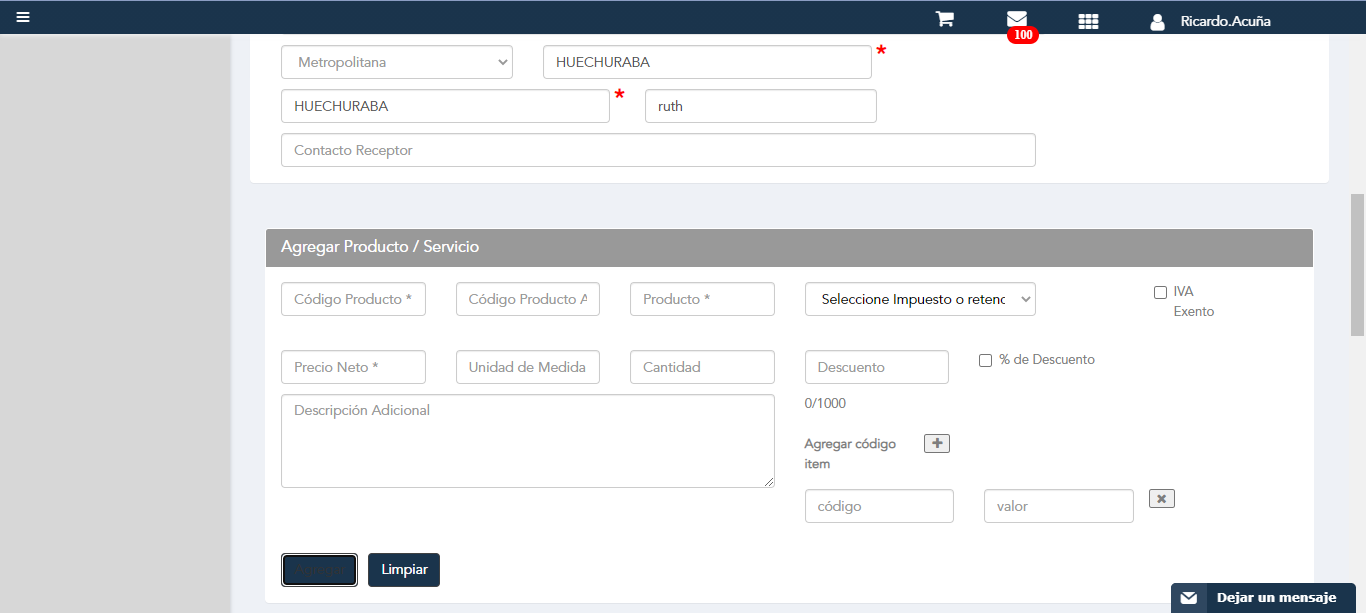 Ricardo.Acuña
100
Metropolitana
HUECHURABA
*
HUECHURABA
*
ruth
Contacto Receptor
Agregar Producto / Servicio
Código Producto *
Código Producto A
Producto *
Seleccione Impuesto o retenc
IVA
Exento
Precio Neto *
Unidad de Medida
Cantidad
Descuento
% de Descuento
Descripción Adicional
0/1000
Agregar código
item
código
valor
Agregar
Limpiar
Dejar un mensaje